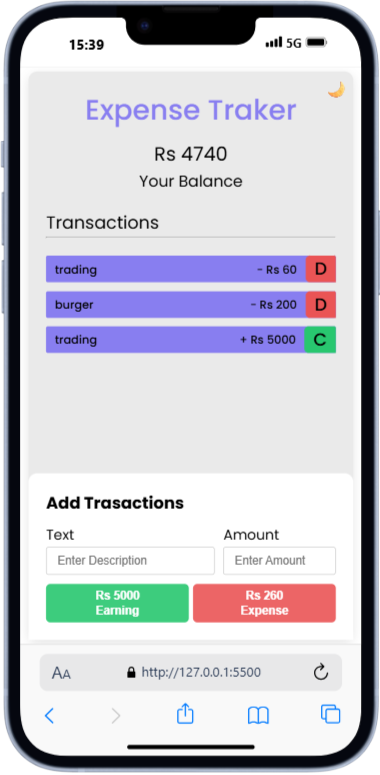 15:39
5G
Expense Traker
Rs 4740
Your Balance
Transactions
trading - Rs 60 D
burger - Rs 200 D
trading + Rs 5000 C
Add Trasactions
Text Amount
Enter Description Enter Amount
Rs 5000
Earning
Rs 260
Expense
AA http://127.0.0.1:5500